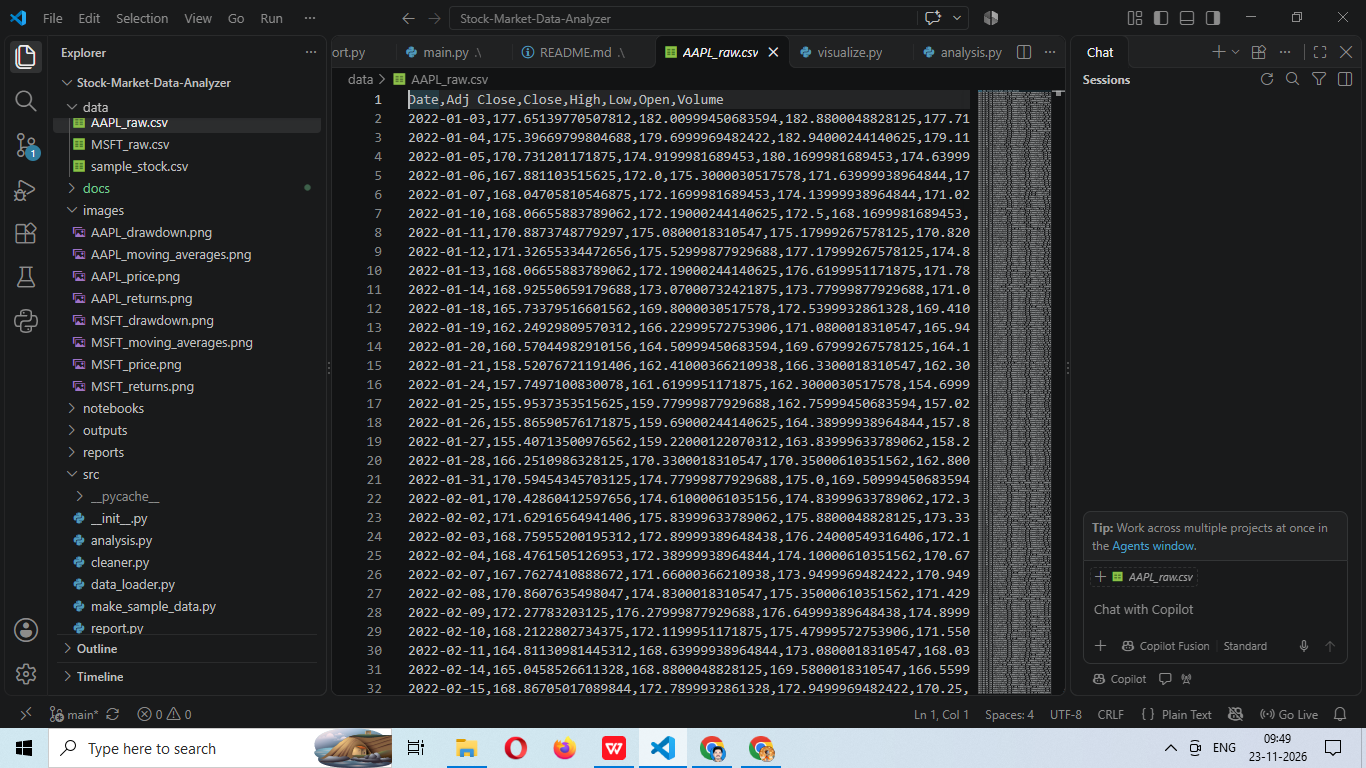 File Edit Selection View Go Run ···
Stock-Market-Data-Analyzer
Explorer
Stock-Market-Data-Analyzer
data
AAPL_raw.csv
MSFT_raw.csv
sample_stock.csv
docs
images
AAPL_drawdown.png
AAPL_moving_averages.png
AAPL_price.png
AAPL_returns.png
MSFT_drawdown.png
MSFT_moving_averages.png
MSFT_price.png
MSFT_returns.png
notebooks
outputs
reports
src
__pycache__
__init__.py
analysis.py
cleaner.py
data_loader.py
make_sample_data.py
report.py
Outline
Timeline
1
ort.py main.py .\ README.md .\ AAPL_raw.csv visualize.py analysis.py
data > AAPL_raw.csv
1 Date,Adj Close,Close,High,Low,Open,Volume
2 2022-01-03,177.65139770507812,182.00999450683594,182.8800048828125,177.71
3 2022-01-04,175.39669799804688,179.6999969482422,182.94000244140625,179.11
4 2022-01-05,170.731201171875,174.9199981689453,180.1699981689453,174.63999
5 2022-01-06,167.881103515625,172.0,175.3000030517578,171.63999938964844,17
6 2022-01-07,168.04705810546875,172.1699981689453,174.13999938964844,171.02
7 2022-01-10,168.06655883789062,172.19000244140625,172.5,168.1699981689453,
8 2022-01-11,170.8873748779297,175.0800018310547,175.17999267578125,170.820
9 2022-01-12,171.32655334472656,175.52999877929688,177.17999267578125,174.8
10 2022-01-13,168.06655883789062,172.19000244140625,176.6199951171875,171.78
11 2022-01-14,168.92550659179688,173.07000732421875,173.77999877929688,171.0
12 2022-01-18,165.73379516601562,169.8000030517578,172.5399932861328,169.410
13 2022-01-19,162.24929809570312,166.22999572753906,171.0800018310547,165.94
14 2022-01-20,160.57044982910156,164.50999450683594,169.67999267578125,164.1
15 2022-01-21,158.52076721191406,162.41000366210938,166.3300018310547,162.30
16 2022-01-24,157.7497100830078,161.6199951171875,162.3000030517578,154.6999
17 2022-01-25,155.9537353515625,159.77999877929688,162.75999450683594,157.02
18 2022-01-26,155.86590576171875,159.69000244140625,164.38999938964844,157.8
19 2022-01-27,155.40713500976562,159.22000122070312,163.83999633789062,158.2
20 2022-01-28,166.2510986328125,170.3300018310547,170.35000610351562,162.800
21 2022-01-31,170.59454345703125,174.77999877929688,175.0,169.50999450683594
22 2022-02-01,170.42860412597656,174.61000061035156,174.83999633789062,172.3
23 2022-02-02,171.62916564941406,175.83999633789062,175.8800048828125,173.33
24 2022-02-03,168.75955200195312,172.89999389648438,176.24000549316406,172.1
25 2022-02-04,168.4761505126953,172.38999938964844,174.10000610351562,170.67
26 2022-02-07,167.7627410888672,171.66000366210938,173.9499969482422,170.949
27 2022-02-08,170.8607635498047,174.8300018310547,175.35000610351562,171.429
28 2022-02-09,172.27783203125,176.27999877929688,176.64999389648438,174.8999
29 2022-02-10,168.2122802734375,172.1199951171875,175.47999572753906,171.550
30 2022-02-11,164.81130981445312,168.63999938964844,173.0800018310547,168.03
31 2022-02-14,165.0458526611328,168.8800048828125,169.5800018310547,166.5599
32 2022-02-15,168.86705017089844,172.7899932861328,172.9499969482422,170.25,
Chat
Sessions
Tip: Work across multiple projects at once in
the Agents window.
AAPL_raw.csv
Chat with Copilot
Copilot Fusion Standard
Copilot
main* 0 0 Ln 1, Col 1 Spaces: 4 UTF-8 CRLF { } Plain Text Go Live
Type here to search
ENG
09:49
23-11-2026